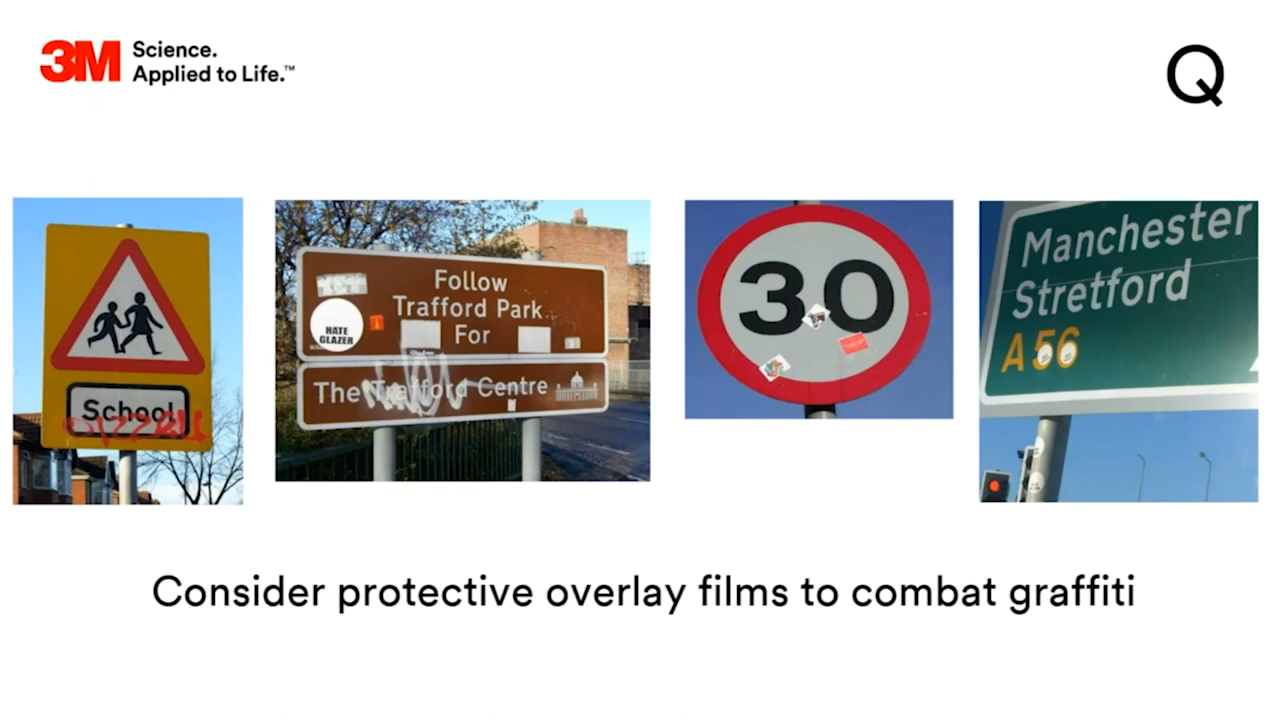 3M Science.
Applied to Life.™
Q
School
Follow
Trafford Park
For
HATE
GLAZER
The Trafford Centre
30
Manchester
Stretford
A56
Consider protective overlay films to combat graffiti